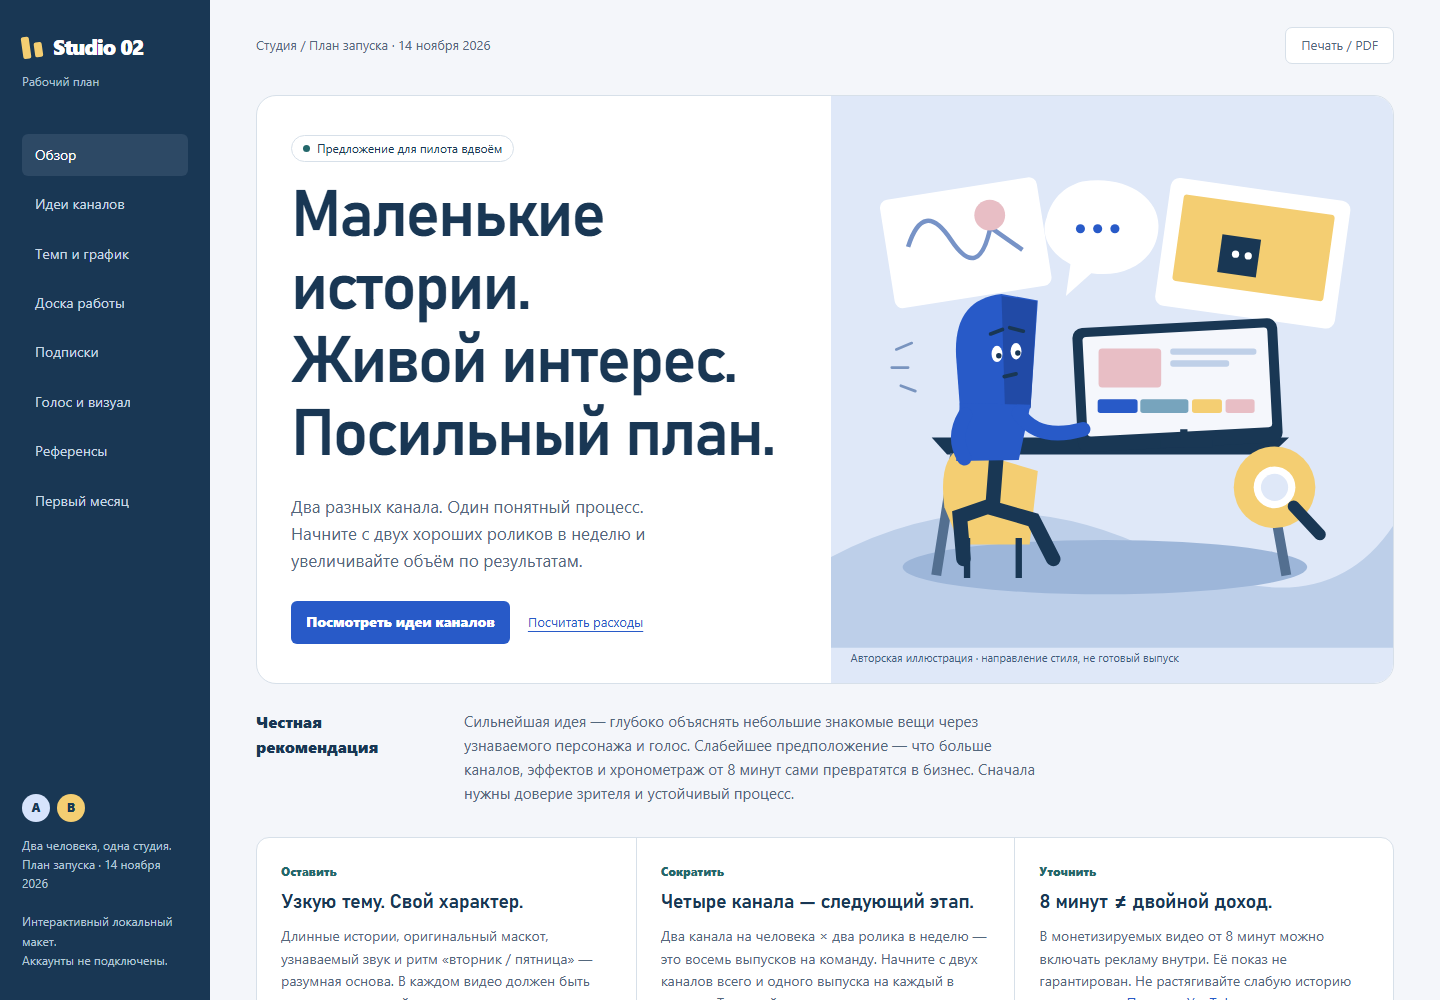 Studio 02
Рабочий план
Обзор
Идеи каналов
Темп и график
Доска работы
Подписки
Голос и визуал
Референсы
Первый месяц
A B
Два человека, одна студия.
План запуска · 14 ноября
2026
Интерактивный локальный
макет.
Аккаунты не подключены.
Студия / План запуска · 14 ноября 2026
Печать / PDF
Предложение для пилота вдвоём
Маленькие
истории.
Живой интерес.
Посильный план.
Два разных канала. Один понятный процесс.
Начните с двух хороших роликов в неделю и
увеличивайте объём по результатам.
Посмотреть идеи каналов
Посчитать расходы
Авторская иллюстрация · направление стиля, не готовый выпуск
Честная
рекомендация
Сильнейшая идея — глубоко объяснять небольшие знакомые вещи через
узнаваемого персонажа и голос. Слабейшее предположение — что больше
каналов, эффектов и хронометраж от 8 минут сами превратятся в бизнес. Сначала
нужны доверие зрителя и устойчивый процесс.
Оставить
Узкую тему. Свой характер.
Длинные истории, оригинальный маскот,
узнаваемый звук и ритм «вторник / пятница» —
разумная основа. В каждом видео должен быть
Сократить
Четыре канала — следующий этап.
Два канала на человека × два ролика в неделю —
это восемь выпусков на команду. Начните с двух
каналов всего и одного выпуска на каждый в
Уточнить
8 минут ≠ двойной доход.
В монетизируемых видео от 8 минут можно
включать рекламу внутри. Её показ не
гарантирован. Не растягивайте слабую историю